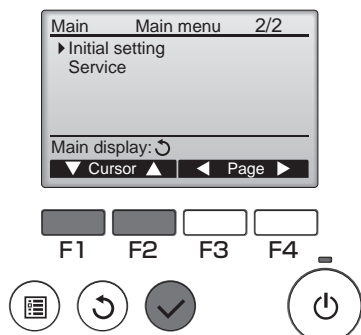 Main Main menu 2/2
Initial setting
Service
Main display:
Cursor Page
F1 F2 F3 F4